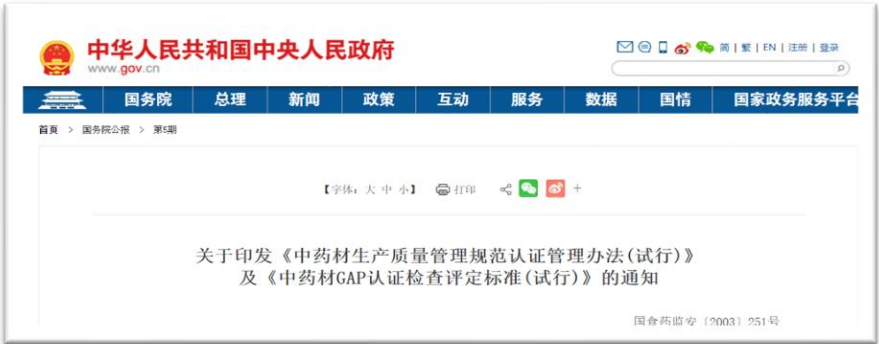 中华人民共和国中央人民政府
www.gov.cn
简 | 繁 | EN | 注册 | 登录
国务院 总理 新闻 政策 互动 服务 数据 国情 国家政务服务平台
首页 > 国务院公报 > 第5期
【字体：大 中 小】 打印 +
关于印发《中药材生产质量管理规范认证管理办法(试行)》
及《中药材GAP认证检查评定标准(试行)》的通知
国食药监安〔2003〕251号